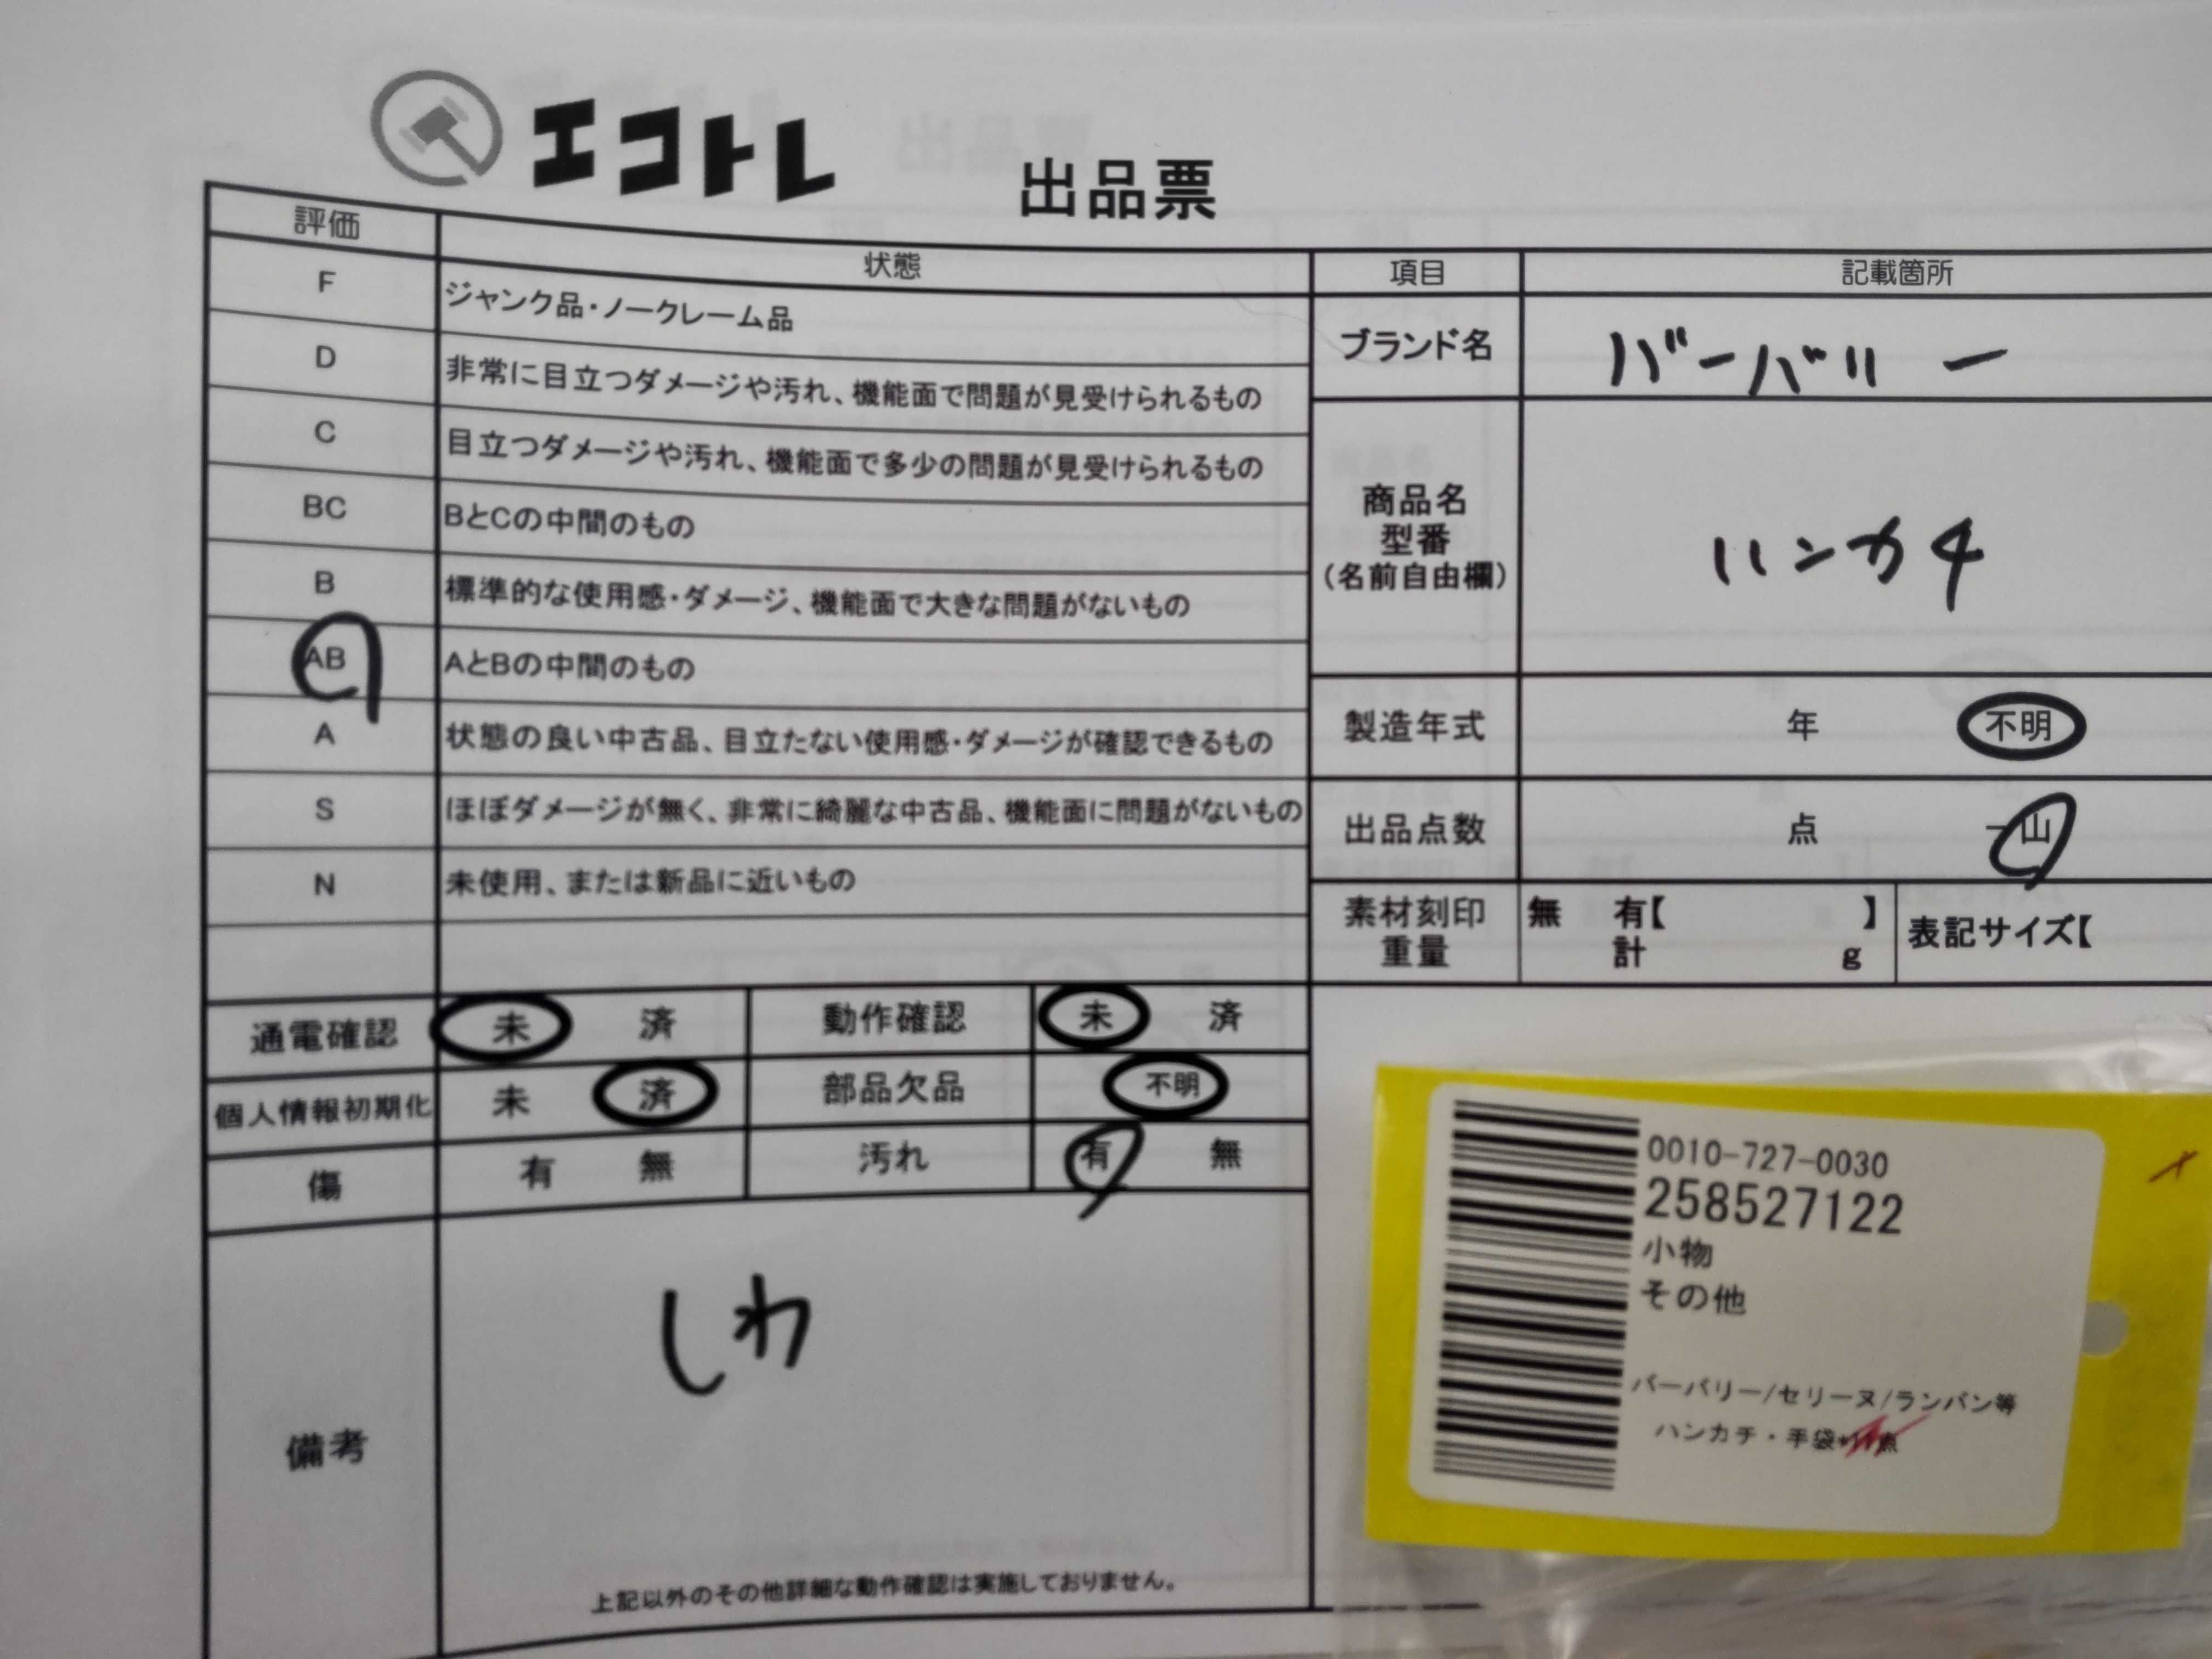 エコトレ 出品票
評価 状態
F ジャンク品・ノークレーム品
D 非常に目立つダメージや汚れ、機能面で問題が見受けられるもの
C 目立つダメージや汚れ、機能面で多少の問題が見受けられるもの
BC BとCの中間のもの
B 標準的な使用感・ダメージ、機能面で大きな問題がないもの
AB AとBの中間のもの
A 状態の良い中古品、目立たない使用感・ダメージが確認できるもの
S ほぼダメージが無く、非常に綺麗な中古品、機能面に問題がないもの
N 未使用、または新品に近いもの
通電確認 未 済 動作確認 未 済
個人情報初期化 未 済 部品欠品 不明
傷 有 無 汚れ 有 無
備考 しわ
上記以外のその他詳細な動作確認は実施しておりません。
項目 記載箇所
ブランド名 バーバリー
商品名
型番
(名前自由欄)
ハンカチ
製造年式 年 不明
出品点数 点 一山
素材刻印 無 有【 】
重量 計 g
表記サイズ【
0010-727-0030
258527122
小物
その他
バーバリー/セリーヌ/ランバン等
ハンカチ・手袋
点